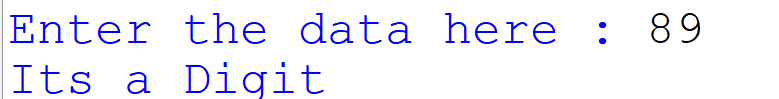 Enter the data here : 89
Its a Digit